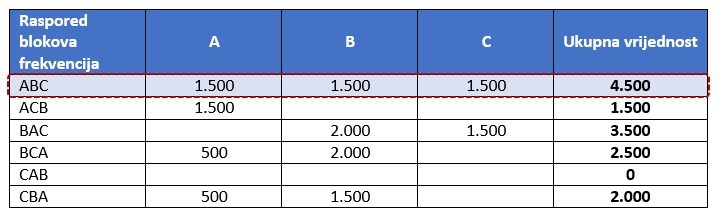 Raspored blokova frekvencija A B C Ukupna vrijednost
ABC 1.500 1.500 1.500 4.500
ACB 1.500 1.500
BAC 2.000 1.500 3.500
BCA 500 2.000 2.500
CAB 0
CBA 500 1.500 2.000